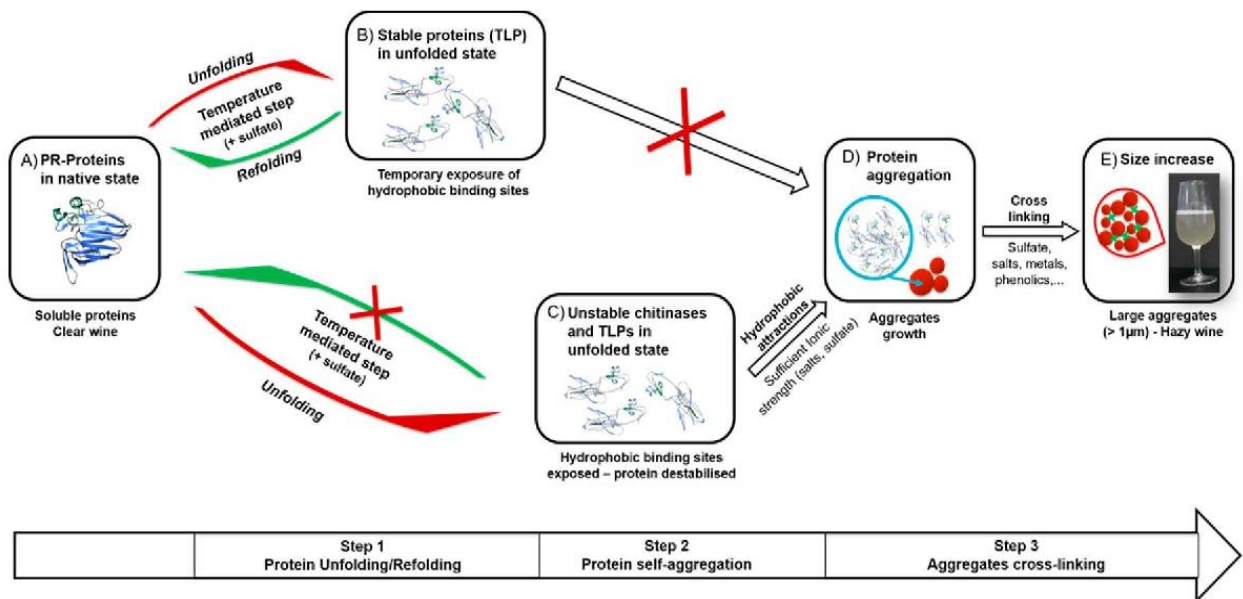 A) PR-Proteins
in native state
Soluble proteins
Clear wine
Unfolding
Temperature
mediated step
(+ sulfate)
Refolding
B) Stable proteins (TLP)
in unfolded state
Temporary exposure of
hydrophobic binding sites
Temperature
mediated step
(+ sulfate)
Unfolding
C) Unstable chitinases
and TLPs in
unfolded state
Hydrophobic binding sites
exposed – protein destabilised
Hydrophobic
attractions
Sufficient Ionic
strength (salts, sulfate)
D) Protein
aggregation
Aggregates
growth
Cross
linking
Sulfate,
salts, metals,
phenolics,...
E) Size increase
Large aggregates
(> 1µm) - Hazy wine
Step 1
Protein Unfolding/Refolding
Step 2
Protein self-aggregation
Step 3
Aggregates cross-linking